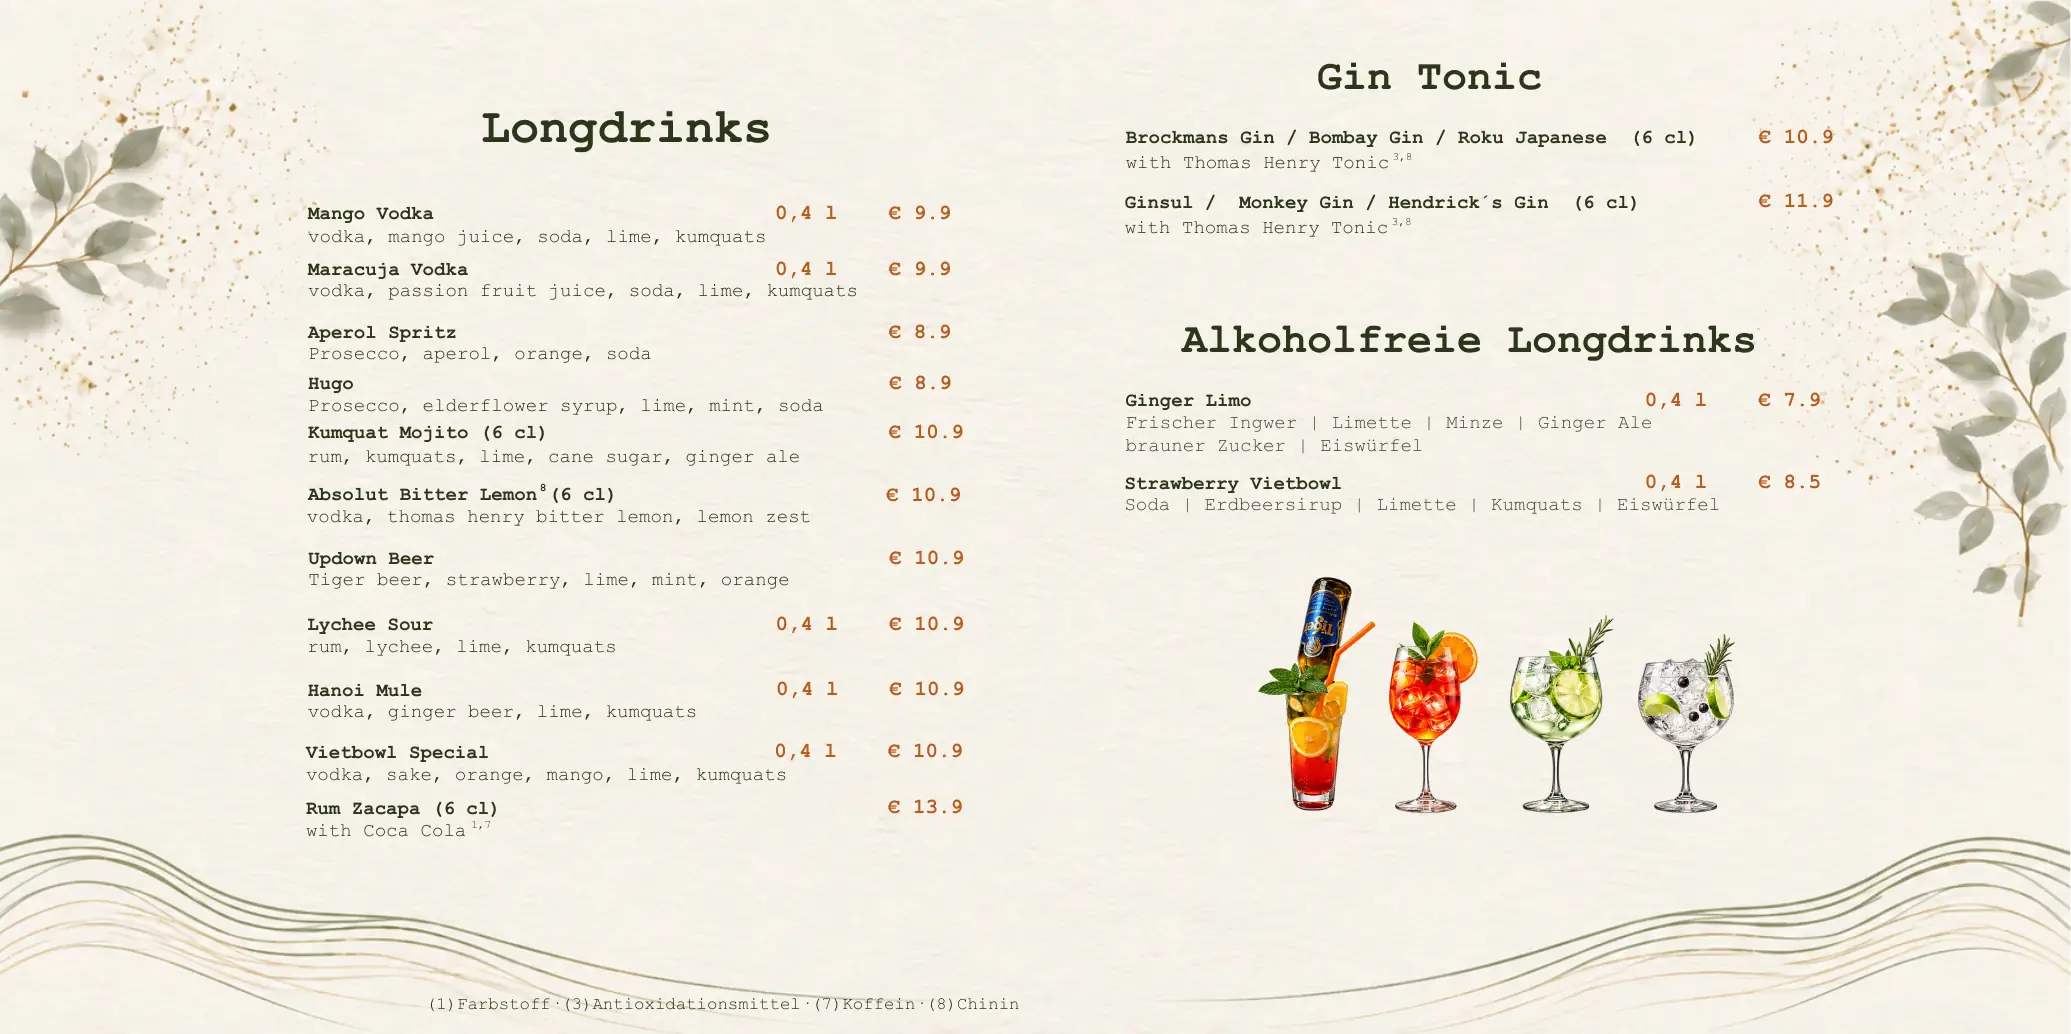 Longdrinks
Mango Vodka 0,4 l € 9.9
vodka, mango juice, soda, lime, kumquats
Maracuja Vodka 0,4 l € 9.9
vodka, passion fruit juice, soda, lime, kumquats
Aperol Spritz € 8.9
Prosecco, aperol, orange, soda
Hugo € 8.9
Prosecco, elderflower syrup, lime, mint, soda
Kumquat Mojito (6 cl) € 10.9
rum, kumquats, lime, cane sugar, ginger ale
Absolut Bitter Lemon⁸(6 cl) € 10.9
vodka, thomas henry bitter lemon, lemon zest
Updown Beer € 10.9
Tiger beer, strawberry, lime, mint, orange
Lychee Sour 0,4 l € 10.9
rum, lychee, lime, kumquats
Hanoi Mule 0,4 l € 10.9
vodka, ginger beer, lime, kumquats
Vietbowl Special 0,4 l € 10.9
vodka, sake, orange, mango, lime, kumquats
Rum Zacapa (6 cl) € 13.9
with Coca Cola 1,7
(1)Farbstoff·(3)Antioxidationsmittel·(7)Koffein·(8)Chinin
Gin Tonic
Brockmans Gin / Bombay Gin / Roku Japanese (6 cl) € 10.9
with Thomas Henry Tonic 3,8
Ginsul / Monkey Gin / Hendrick´s Gin (6 cl) € 11.9
with Thomas Henry Tonic 3,8
Alkoholfreie Longdrinks
Ginger Limo 0,4 l € 7.9
Frischer Ingwer | Limette | Minze | Ginger Ale
brauner Zucker | Eiswürfel
Strawberry Vietbowl 0,4 l € 8.5
Soda | Erdbeersirup | Limette | Kumquats | Eiswürfel
Tiger